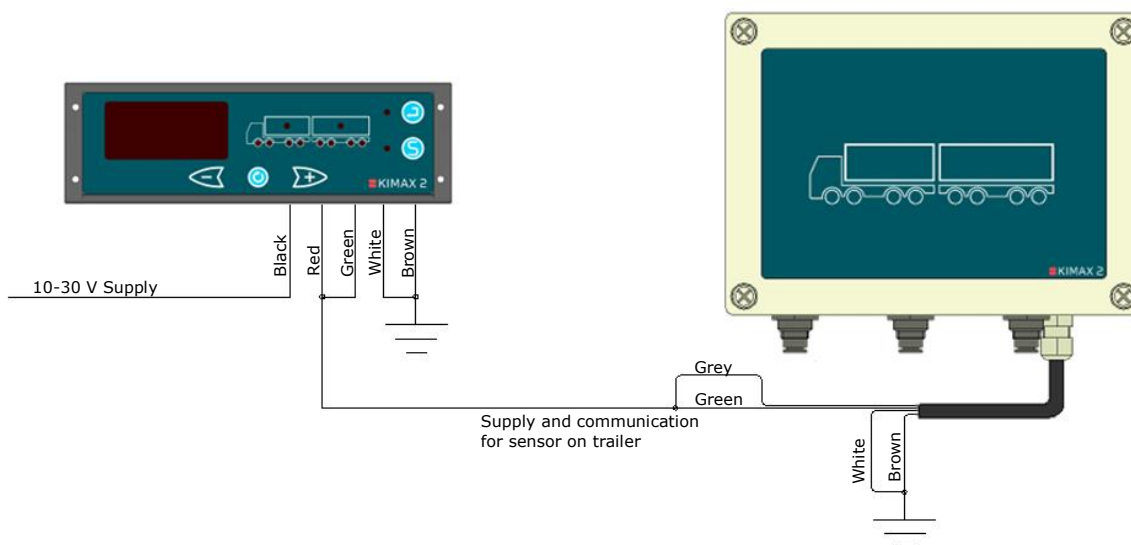 KIMAX 2
Black
Red
Green
White
Brown
10-30 V Supply
KIMAX 2
Grey
Green
Supply and communication
for sensor on trailer
White
Brown